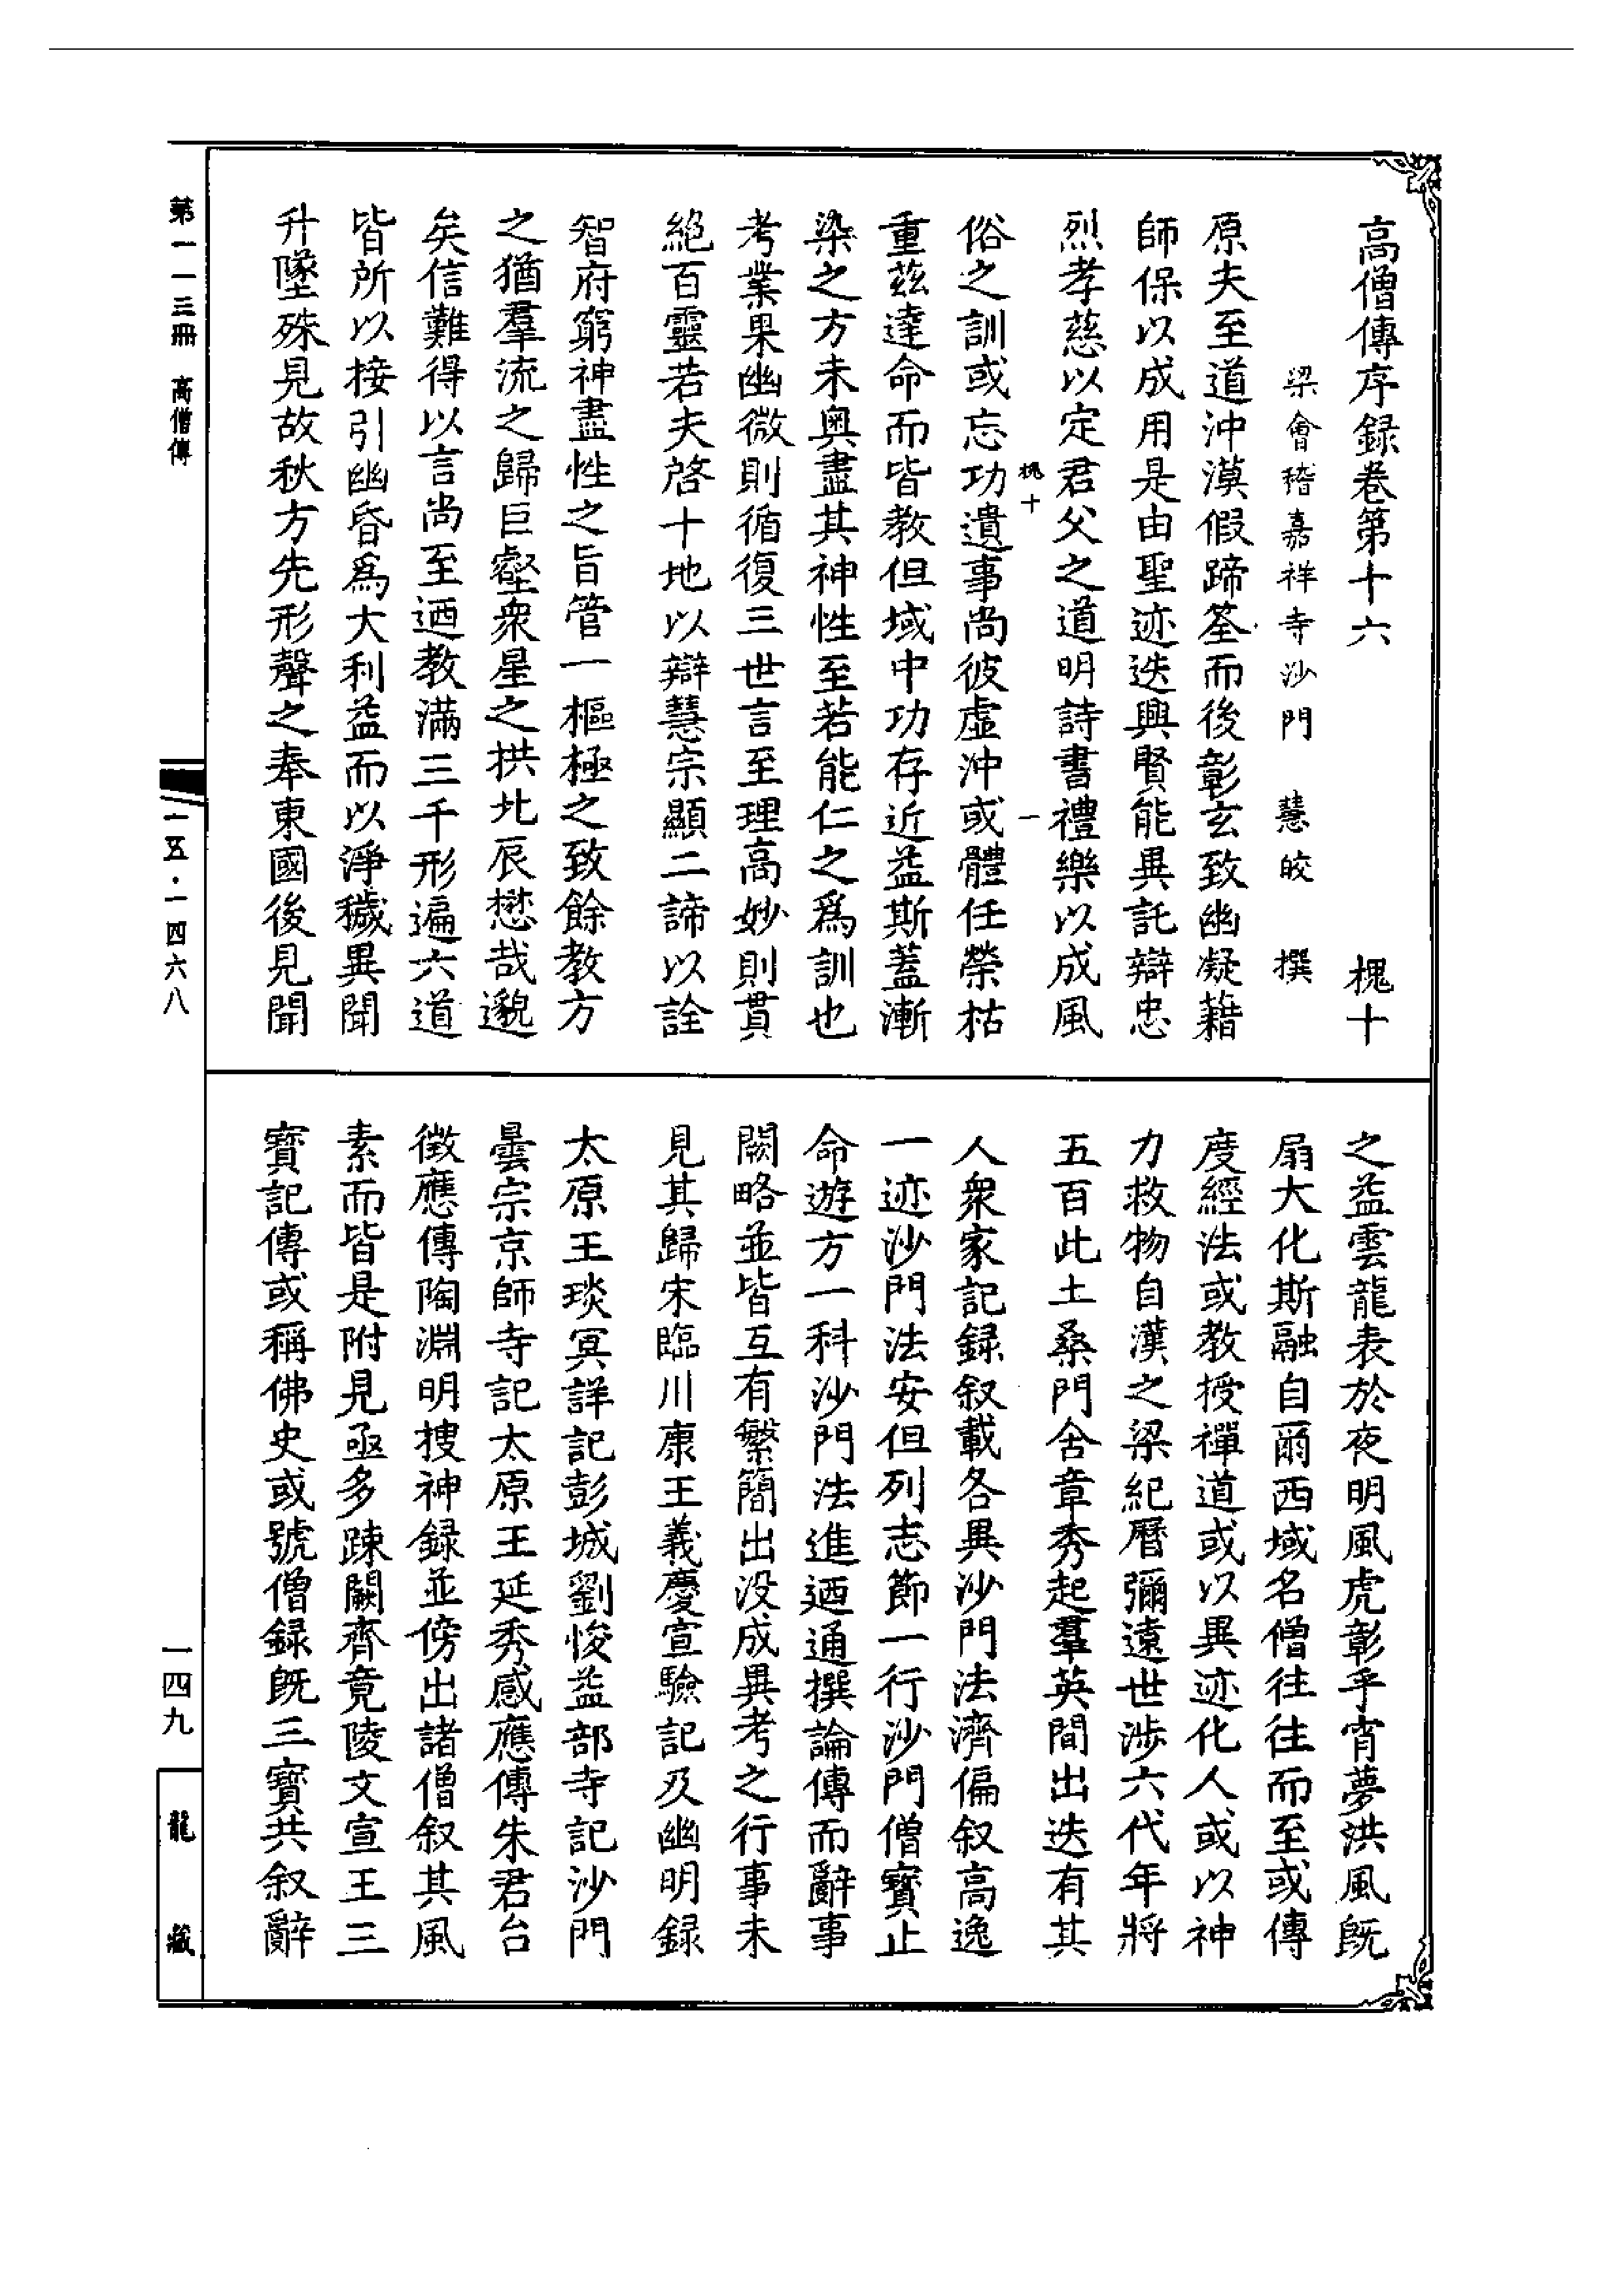 高僧傳序録卷第十六　槐十
梁會稽嘉祥寺沙門　慧皎　撰
原夫至道沖漠假蹄筌而後彰玄致幽凝藉
師保以成用是由聖迹迭興賢能異託辯忠
烈孝慈以定君父之道明詩書禮樂以成風
槐十　一
俗之訓或忘功遺事尚彼虛沖或體任榮枯
重茲達命而皆教但域中功存近益斯蓋漸
染之方未奧盡其神性至若能仁之爲訓也
考業果幽微則循復三世言至理高妙則貫
絕百靈若夫啓十地以辯慧宗顯二諦以詮
智府窮神盡性之旨管一樞極之致餘教方
之猶羣流之歸巨壑衆星之拱北辰懋哉邈
矣信難得以言尚至迺教滿三千形遍六道
皆所以接引幽昏爲大利益而以淨穢異聞
升墜殊見故秋方先形聲之奉東國後見聞
之益雲龍表於夜明風虎彰乎宵夢洪風旣
扇大化斯融自爾西域名僧往往而至或傳
度經法或教授禪道或以異迹化人或以神
力救物自漢之梁紀曆彌遠世涉六代年將
五百此土桑門含章秀起羣英間出迭有其
人衆家記録叙載各異沙門法濟偏叙高逸
一迹沙門法安但列志節一行沙門僧寶止
命遊方一科沙門法進迺通撰論傳而辭事
闕略並皆互有繁簡出没成異考之行事未
見其歸宋臨川康王義慶宣驗記及幽明録
太原王琰冥詳記彭城劉悛益部寺記沙門
曇宗京師寺記太原王延秀感應傳朱君台
徴應傳陶淵明搜神録並傍出諸僧叙其風
素而皆是附見亟多踈闕齊竟陵文宣王三
寶記傳或稱佛史或號僧録旣三寶共叙辭
第一一三冊　高僧傳
一五·一四六八
一四九
龍藏